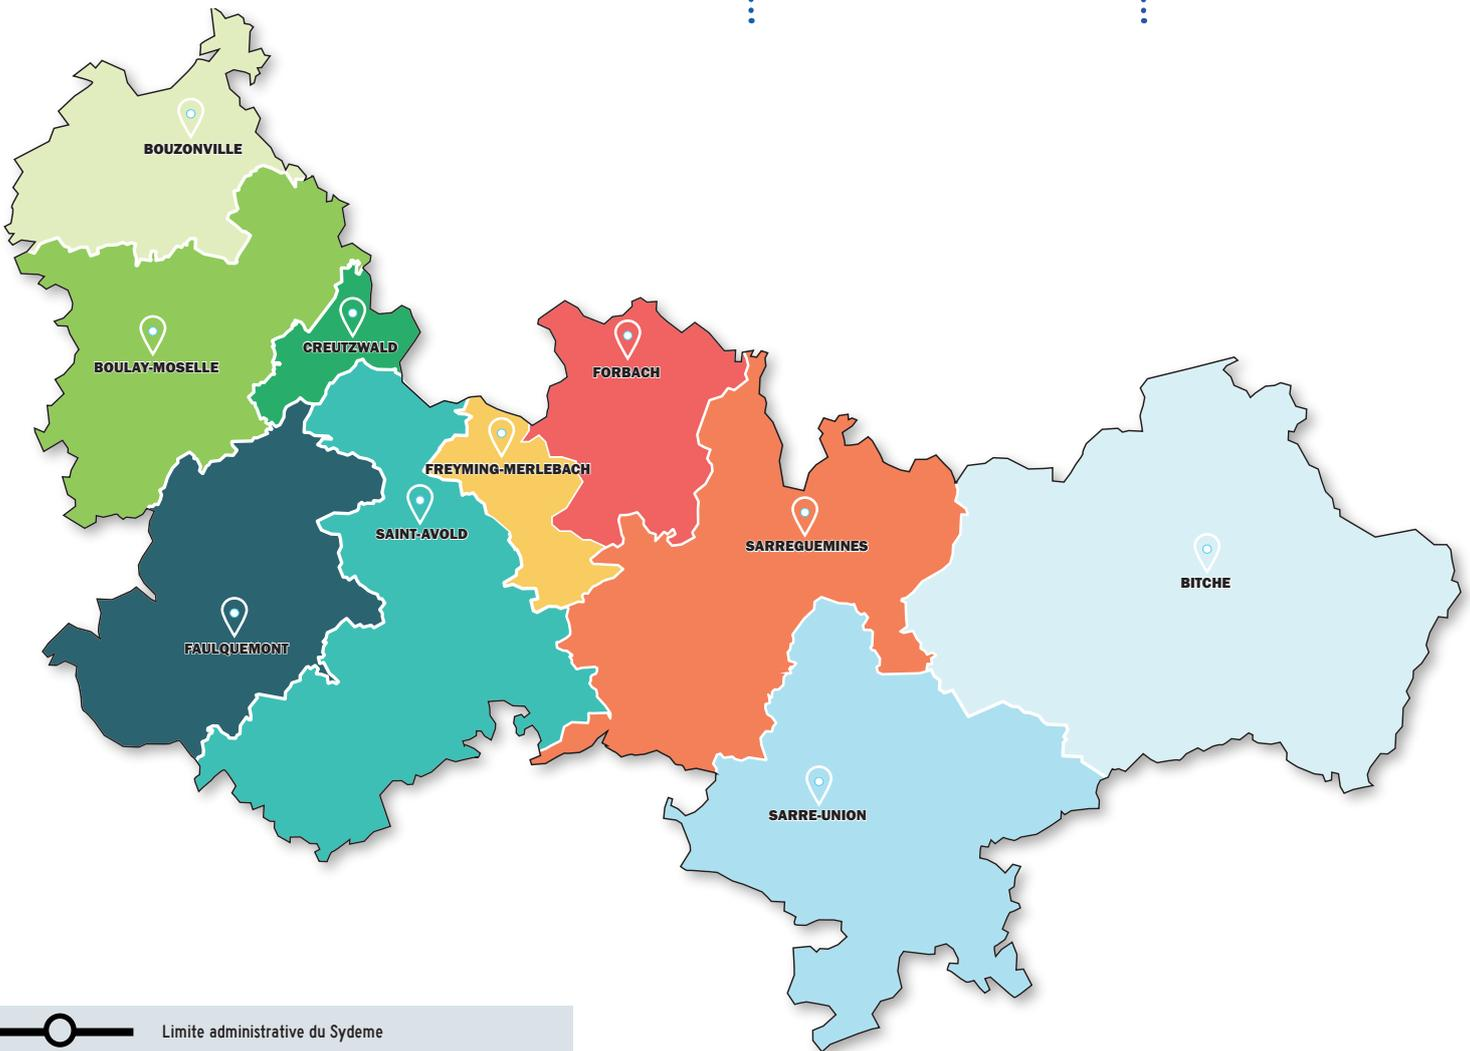 BOUZONVILLE
CREUTZWALD
BOULAY-MOSELLE
FORBACH
FREYMING-MERLEBACH
SAINT-AVOLD
SARREGUEMINES
BITCHE
FAULQUEMONT
SARRE-UNION
Limite administrative du Sydeme